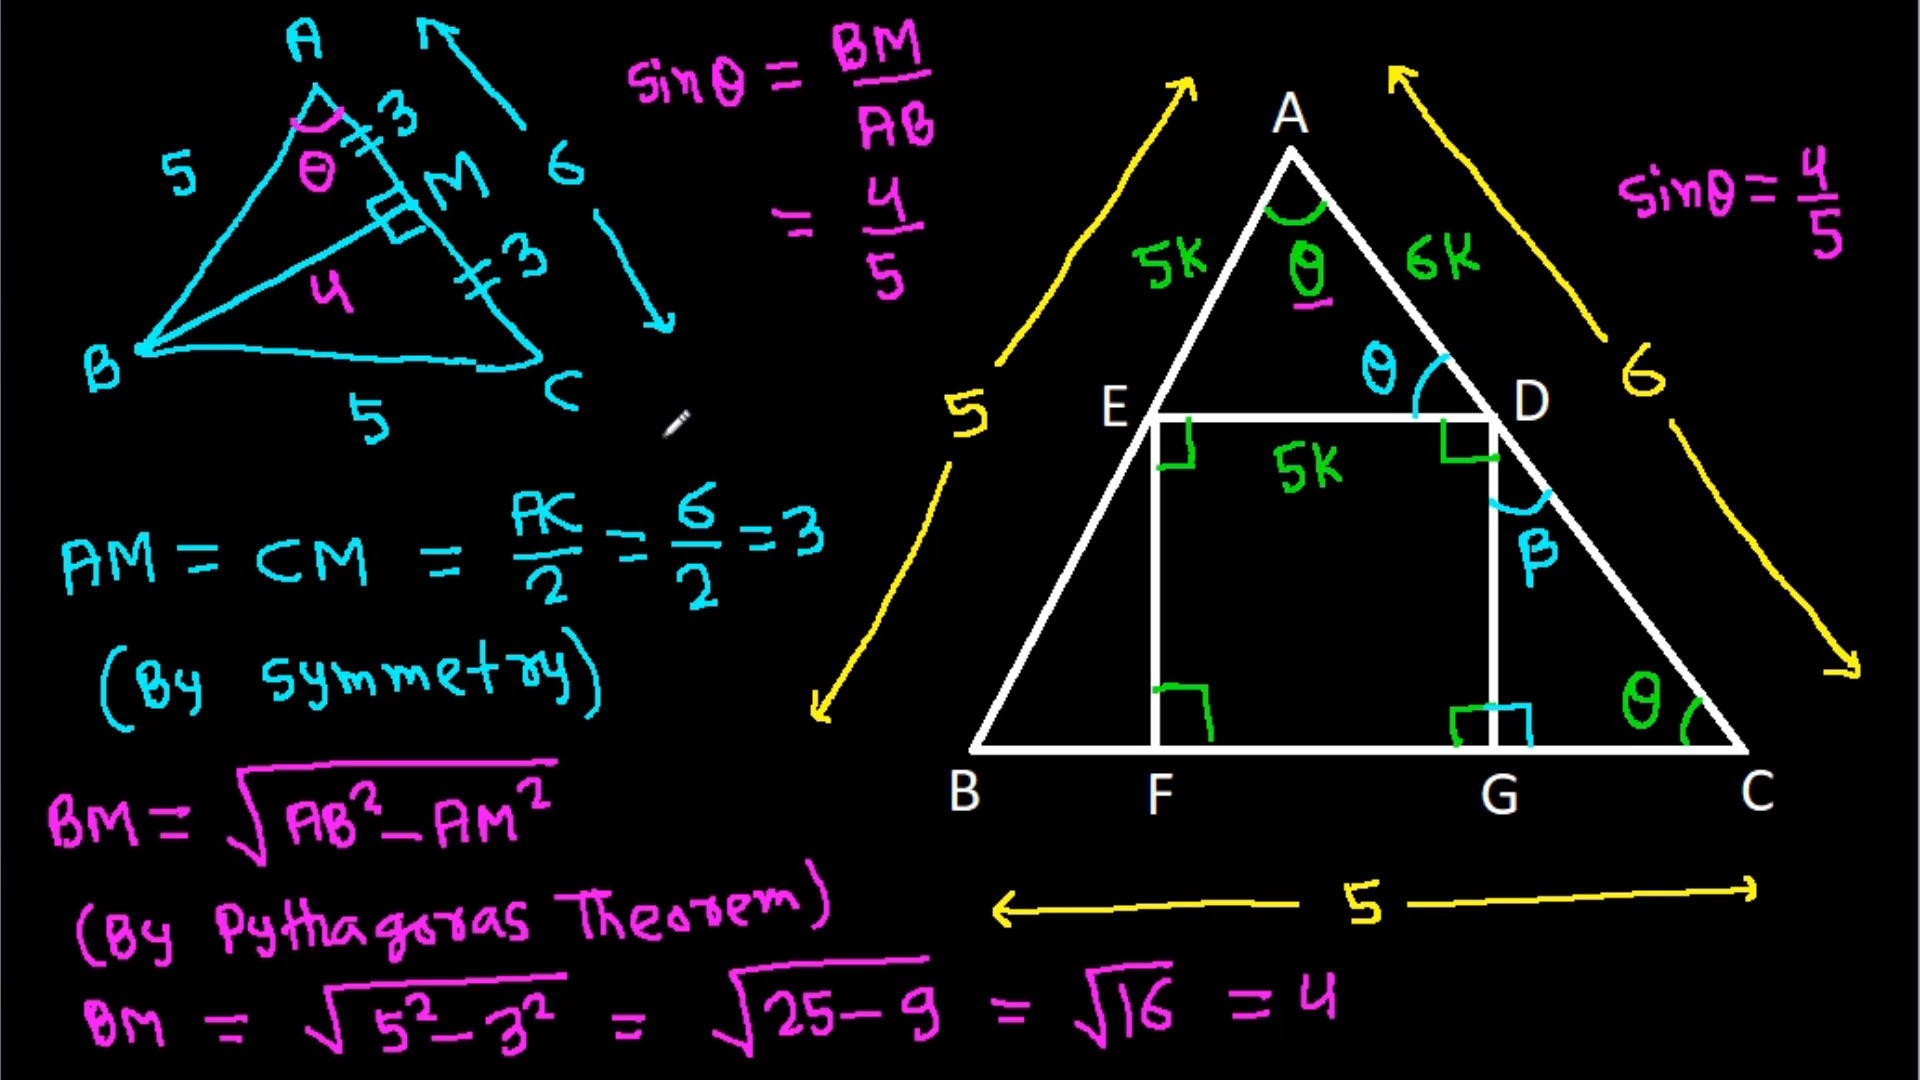 A
5
θ
3
M
6
4
3
B
5
C
sinθ = BM/AB
= 4/5
AM = CM = AC/2 = 6/2 = 3
(By symmetry)
BM = √(AB² - AM²)
(By Pythagoras Theorem)
BM = √(5² - 3²) = √(25 - 9) = √16 = 4
A
sinθ = 4/5
5k
θ
6k
θ
E
D
5
6
5k
β
θ
B
F
G
C
5